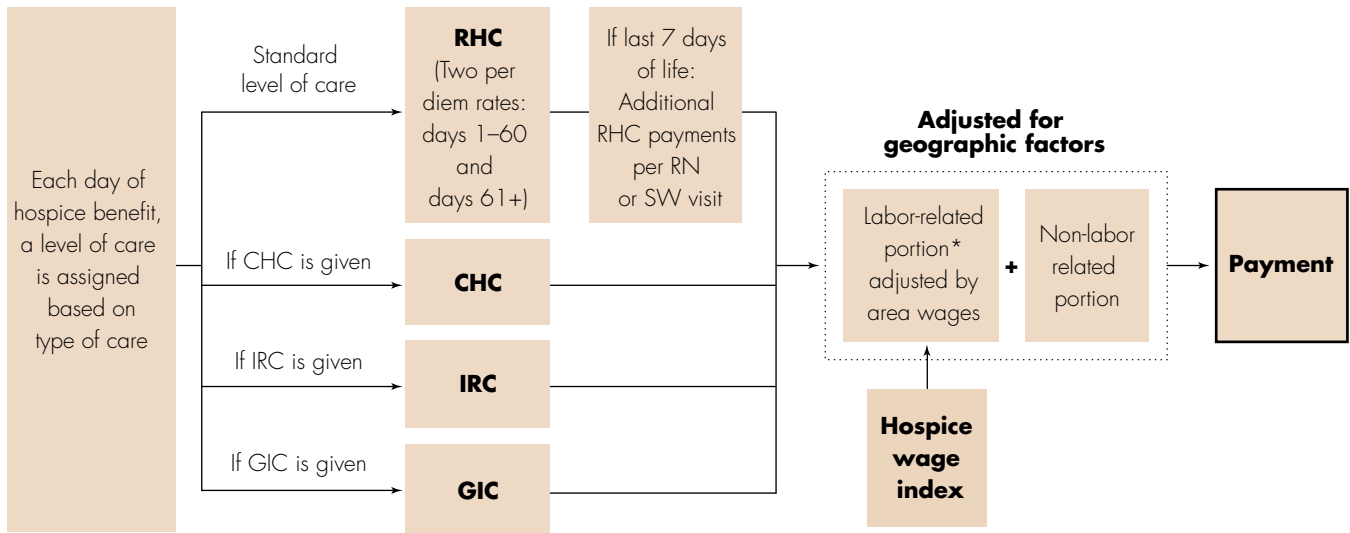 Each day of
hospice benefit,
a level of care
is assigned
based on
type of care
Standard
level of care
RHC
(Two per
diem rates:
days 1–60
and
days 61+)
If last 7 days
of life:
Additional
RHC payments
per RN
or SW visit
If CHC is given
CHC
If IRC is given
IRC
If GIC is given
GIC
Adjusted for
geographic factors
Labor-related
portion*
adjusted by
area wages
+
Non-labor
related
portion
Hospice
wage
index
Payment